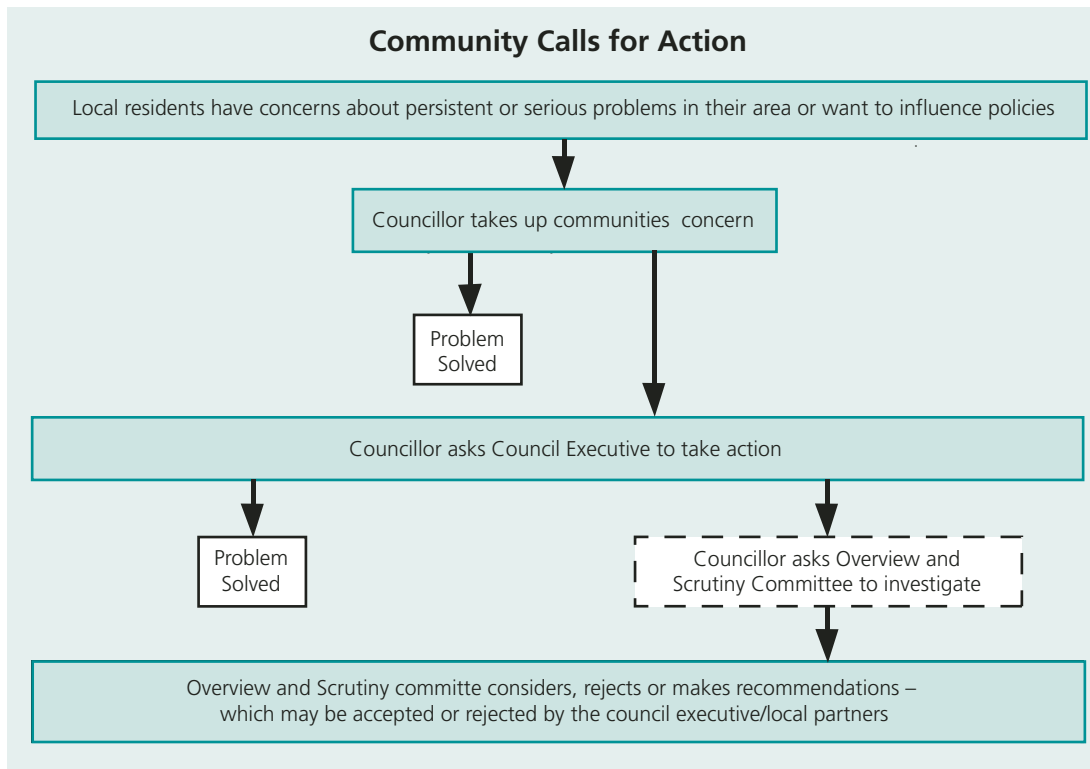 Community Calls for Action
Local residents have concerns about persistent or serious problems in their area or want to influence policies
Councillor takes up communities concern
Problem
Solved
Councillor asks Council Executive to take action
Problem
Solved
Councillor asks Overview and
Scrutiny Committee to investigate
Overview and Scrutiny committe considers, rejects or makes recommendations –
which may be accepted or rejected by the council executive/local partners